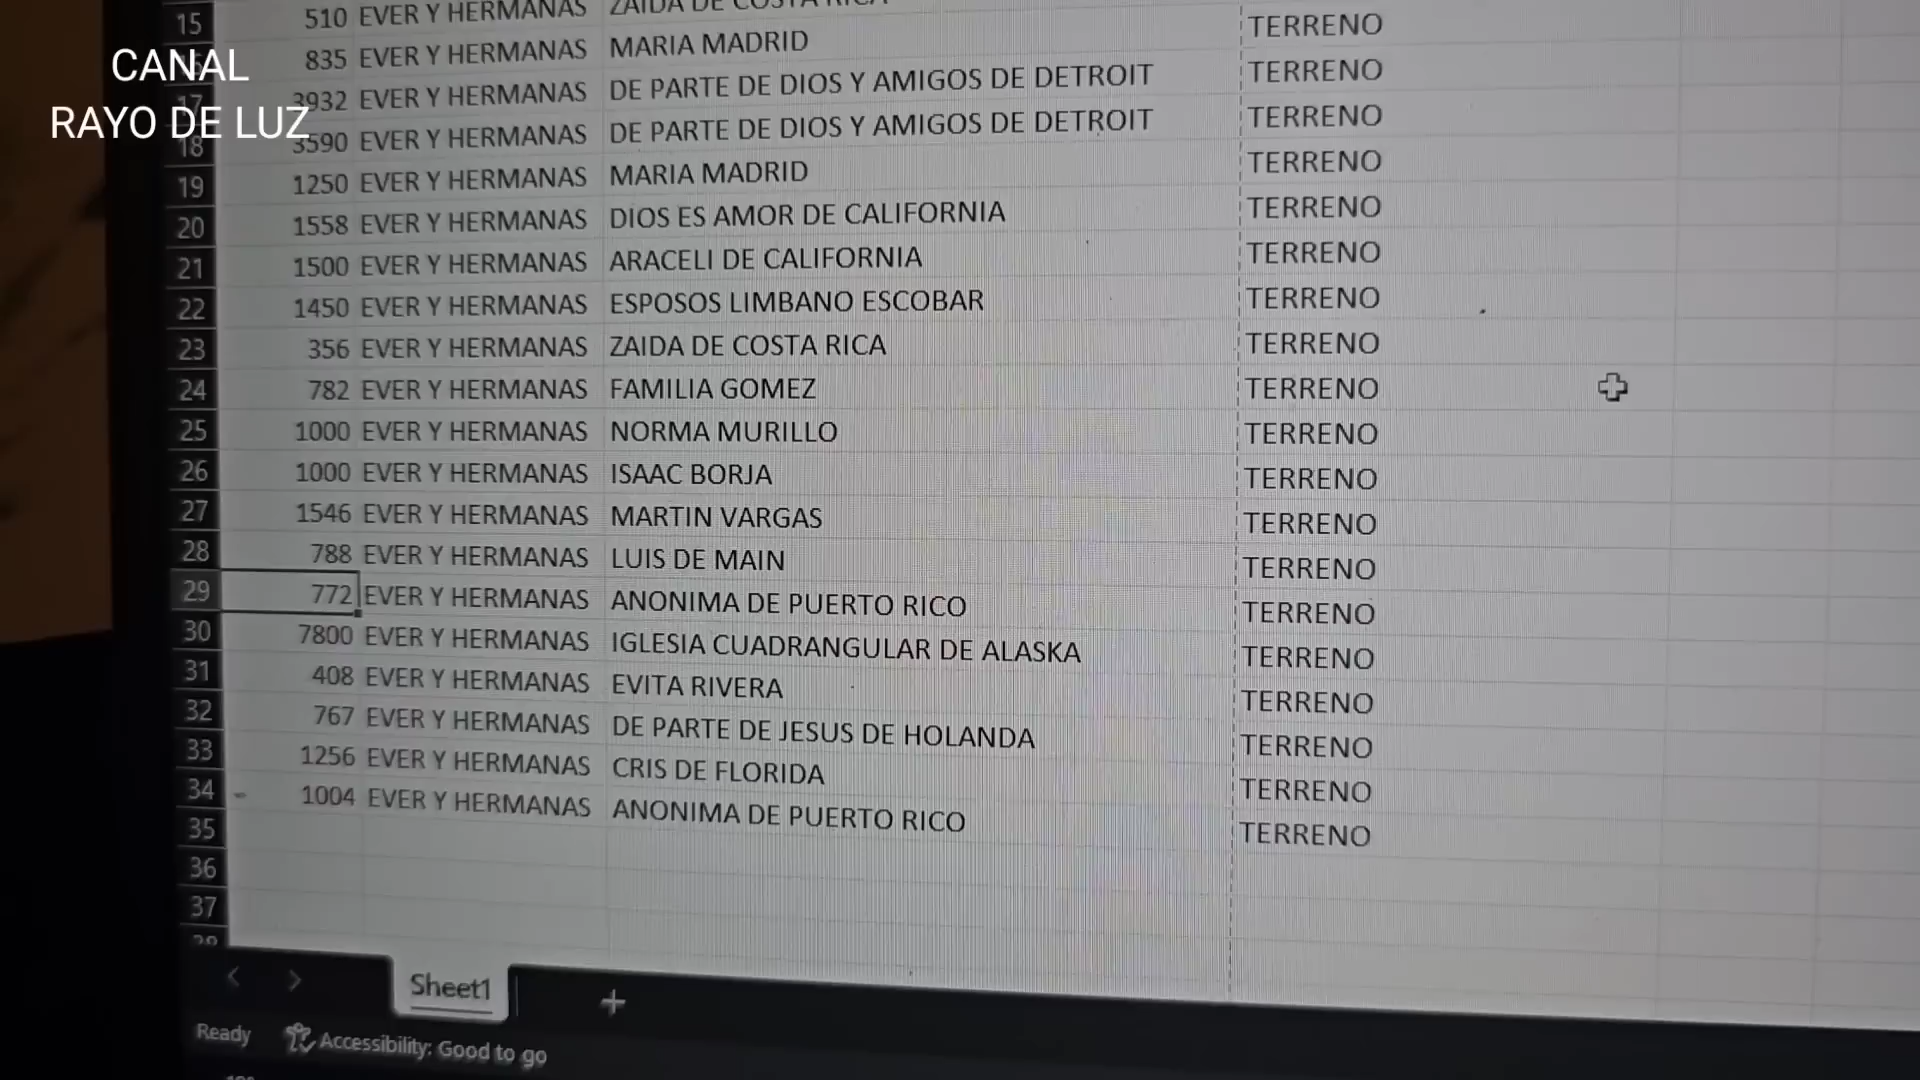 CANAL
RAYO DE LUZ
15 510 EVER Y HERMANAS ZAIDA DE COSTA RICA TERRENO
835 EVER Y HERMANAS MARIA MADRID TERRENO
17 3932 EVER Y HERMANAS DE PARTE DE DIOS Y AMIGOS DE DETROIT TERRENO
18 3590 EVER Y HERMANAS DE PARTE DE DIOS Y AMIGOS DE DETROIT TERRENO
19 1250 EVER Y HERMANAS MARIA MADRID TERRENO
20 1558 EVER Y HERMANAS DIOS ES AMOR DE CALIFORNIA TERRENO
21 1500 EVER Y HERMANAS ARACELI DE CALIFORNIA TERRENO
22 1450 EVER Y HERMANAS ESPOSOS LIMBANO ESCOBAR TERRENO
23 356 EVER Y HERMANAS ZAIDA DE COSTA RICA TERRENO
24 782 EVER Y HERMANAS FAMILIA GOMEZ TERRENO
25 1000 EVER Y HERMANAS NORMA MURILLO TERRENO
26 1000 EVER Y HERMANAS ISAAC BORJA TERRENO
27 1546 EVER Y HERMANAS MARTIN VARGAS TERRENO
28 788 EVER Y HERMANAS LUIS DE MAIN TERRENO
29 772 EVER Y HERMANAS ANONIMA DE PUERTO RICO TERRENO
30 7800 EVER Y HERMANAS IGLESIA CUADRANGULAR DE ALASKA TERRENO
31 408 EVER Y HERMANAS EVITA RIVERA TERRENO
32 767 EVER Y HERMANAS DE PARTE DE JESUS DE HOLANDA TERRENO
33 1256 EVER Y HERMANAS CRIS DE FLORIDA TERRENO
34 1004 EVER Y HERMANAS ANONIMA DE PUERTO RICO TERRENO
35
36
37
Sheet1
Ready Accessibility: Good to go